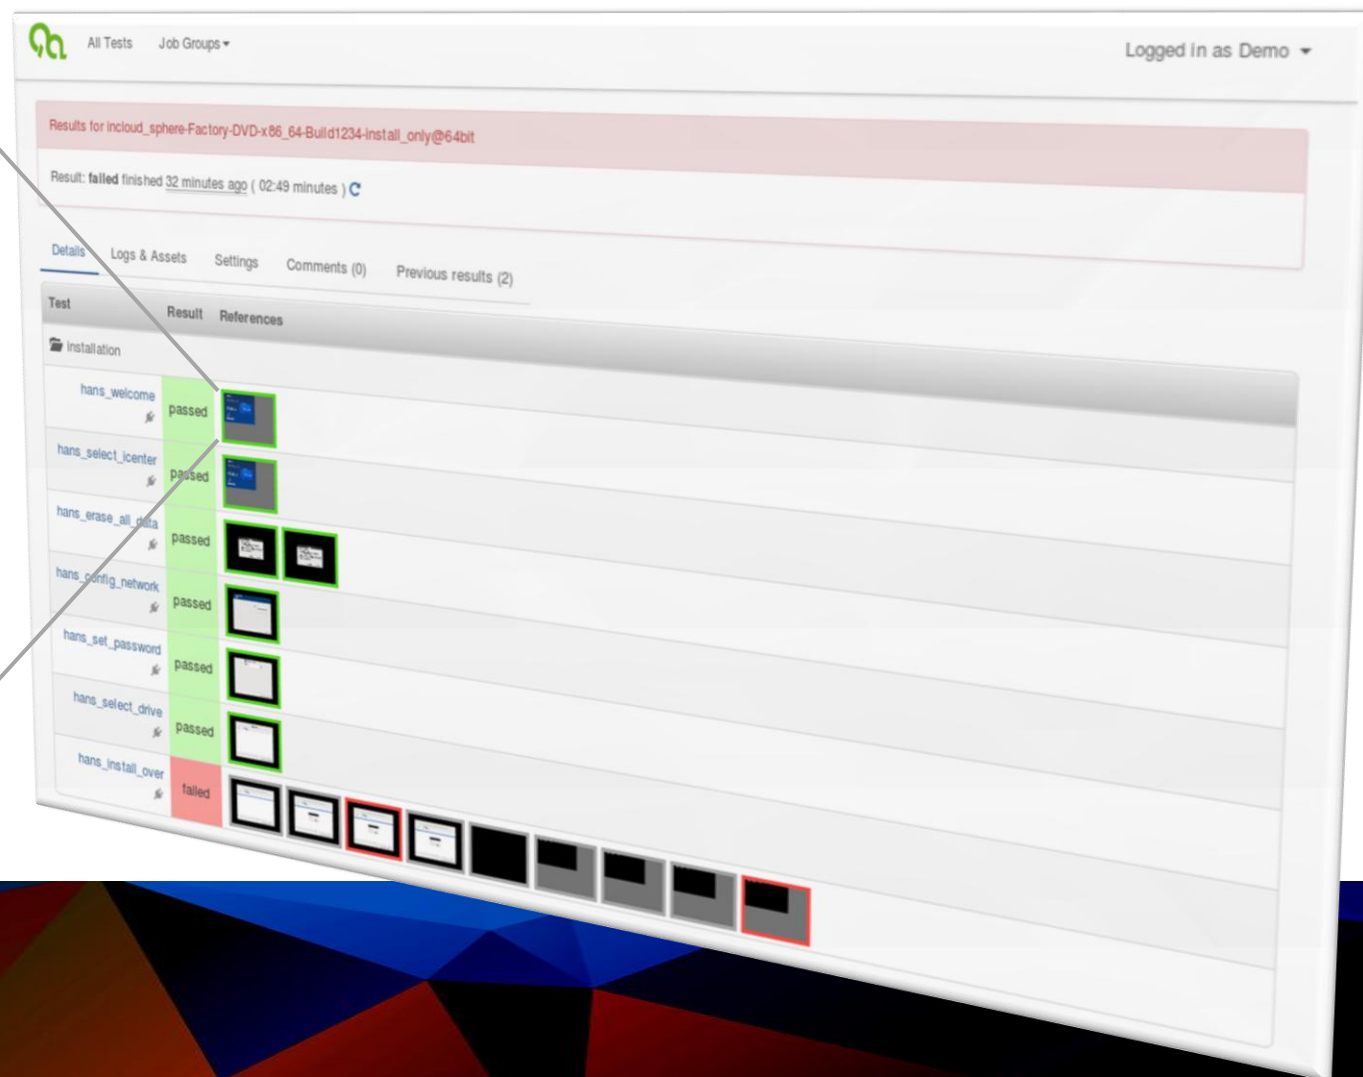 All Tests Job Groups
Logged in as Demo
Results for incloud_sphere-Factory-DVD-x86_64-Build1234-install_only@64bit
Result: failed finished 32 minutes ago ( 02:49 minutes )
Details Logs & Assets Settings Comments (0) Previous results (2)
Test Result References
installation
hans_welcome passed
hans_select_icenter passed
hans_erase_all_data passed
hans_config_network passed
hans_set_password passed
hans_select_drive passed
hans_install_over failed